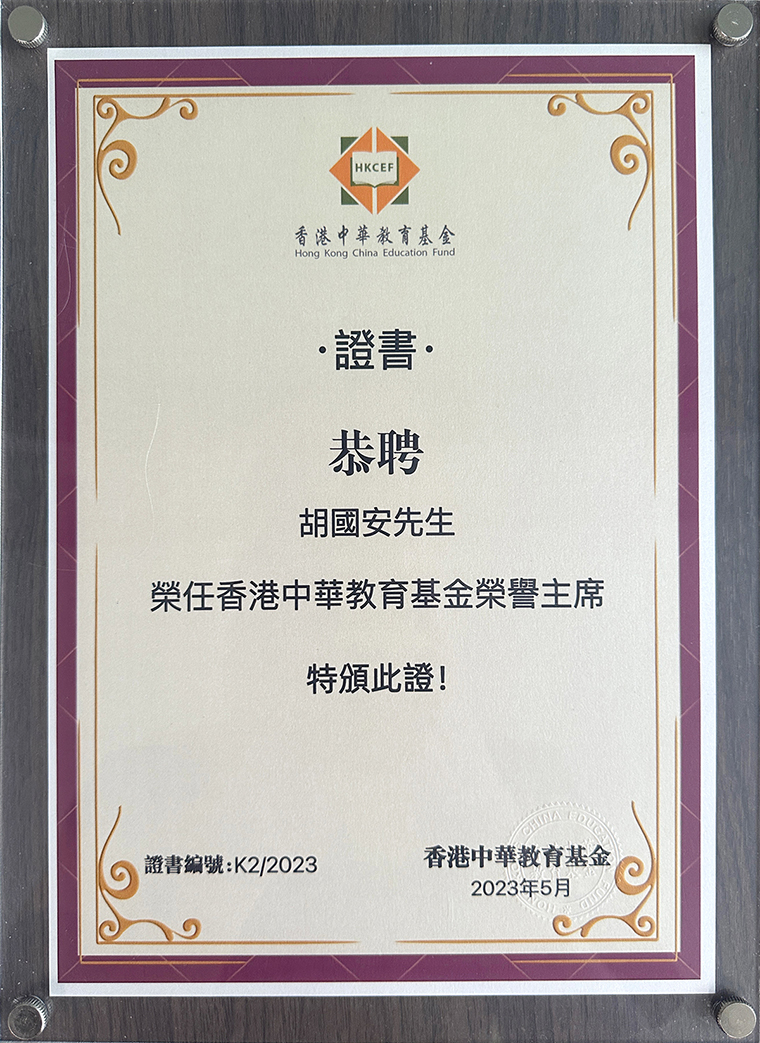 HKCEF
香港中華教育基金
Hong Kong China Education Fund
·證書·
恭聘
胡國安先生
榮任香港中華教育基金榮譽主席
特頒此證!
證書編號:K2/2023
香港中華教育基金
2023年5月